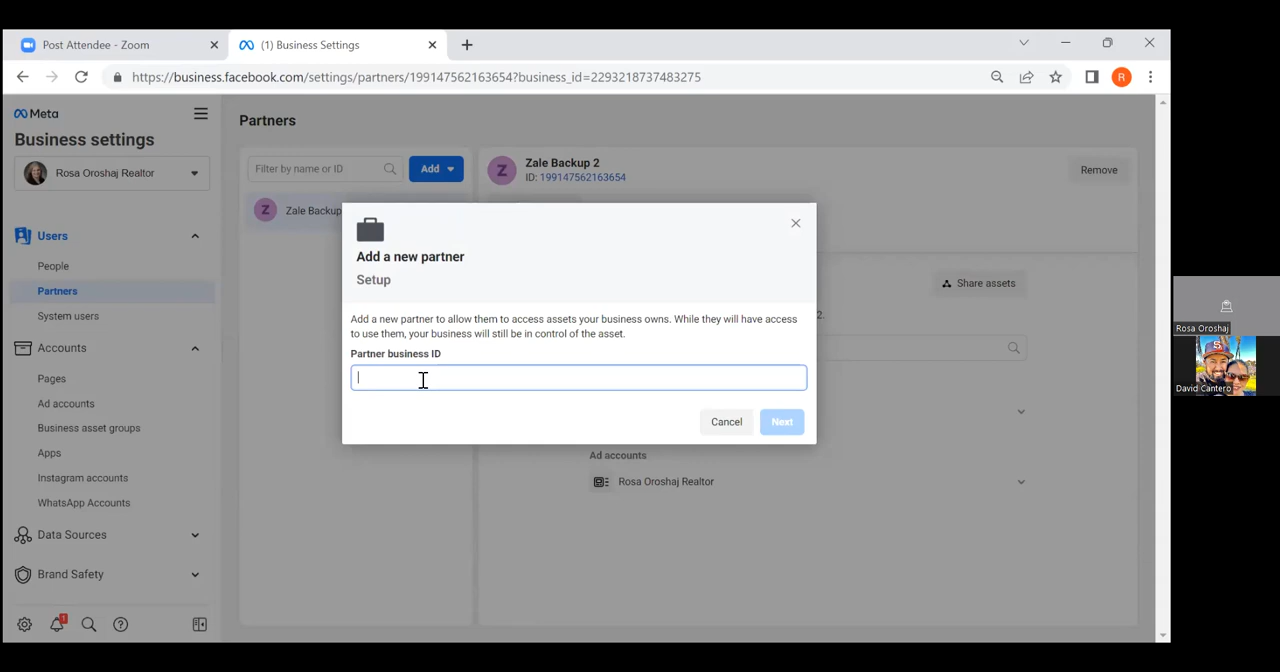 Post Attendee - Zoom
(1) Business Settings
https://business.facebook.com/settings/partners/199147562163654?business_id=2293218737483275
R
Meta
Business settings
Rosa Oroshaj Realtor
Users
People
Partners
System users
Accounts
Pages
Ad accounts
Business asset groups
Apps
Instagram accounts
WhatsApp Accounts
Data Sources
Brand Safety
1
Partners
Filter by name or ID
Add
Z
Zale Backup
Z
Zale Backup 2
ID: 199147562163654
Remove
Share assets
2.
Ad accounts
Rosa Oroshaj Realtor
Add a new partner
Setup
Add a new partner to allow them to access assets your business owns. While they will have access
to use them, your business will still be in control of the asset.
Partner business ID
Cancel
Next
Rosa Oroshaj
David Cantero